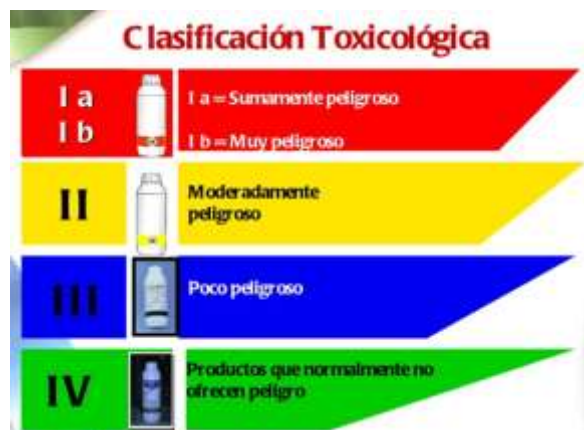 Clasificación Toxicológica
I a
I b
I a = Sumamente peligroso
I b = Muy peligroso
II
Moderadamente
peligroso
III
Poco peligroso
IV
Productos que normalmente no
ofrecen peligro